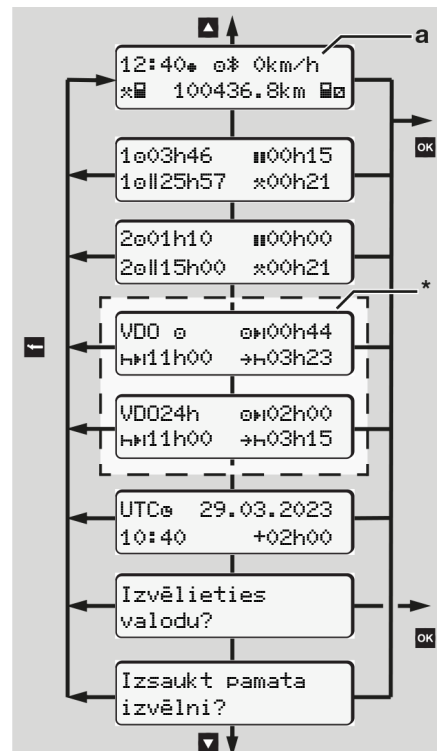 a
12:40 0km/h
100436.8km
OK
1 03h46 00h15
1 25h57 00h21
2 01h10 00h00
2 15h00 00h21
*
VDO 00h44
11h00 03h23
VDO24h 02h00
11h00 03h15
UTC 29.03.2023
10:40 +02h00
Izvēlieties
valodu?
OK
Izsaukt pamata
izvēlni?